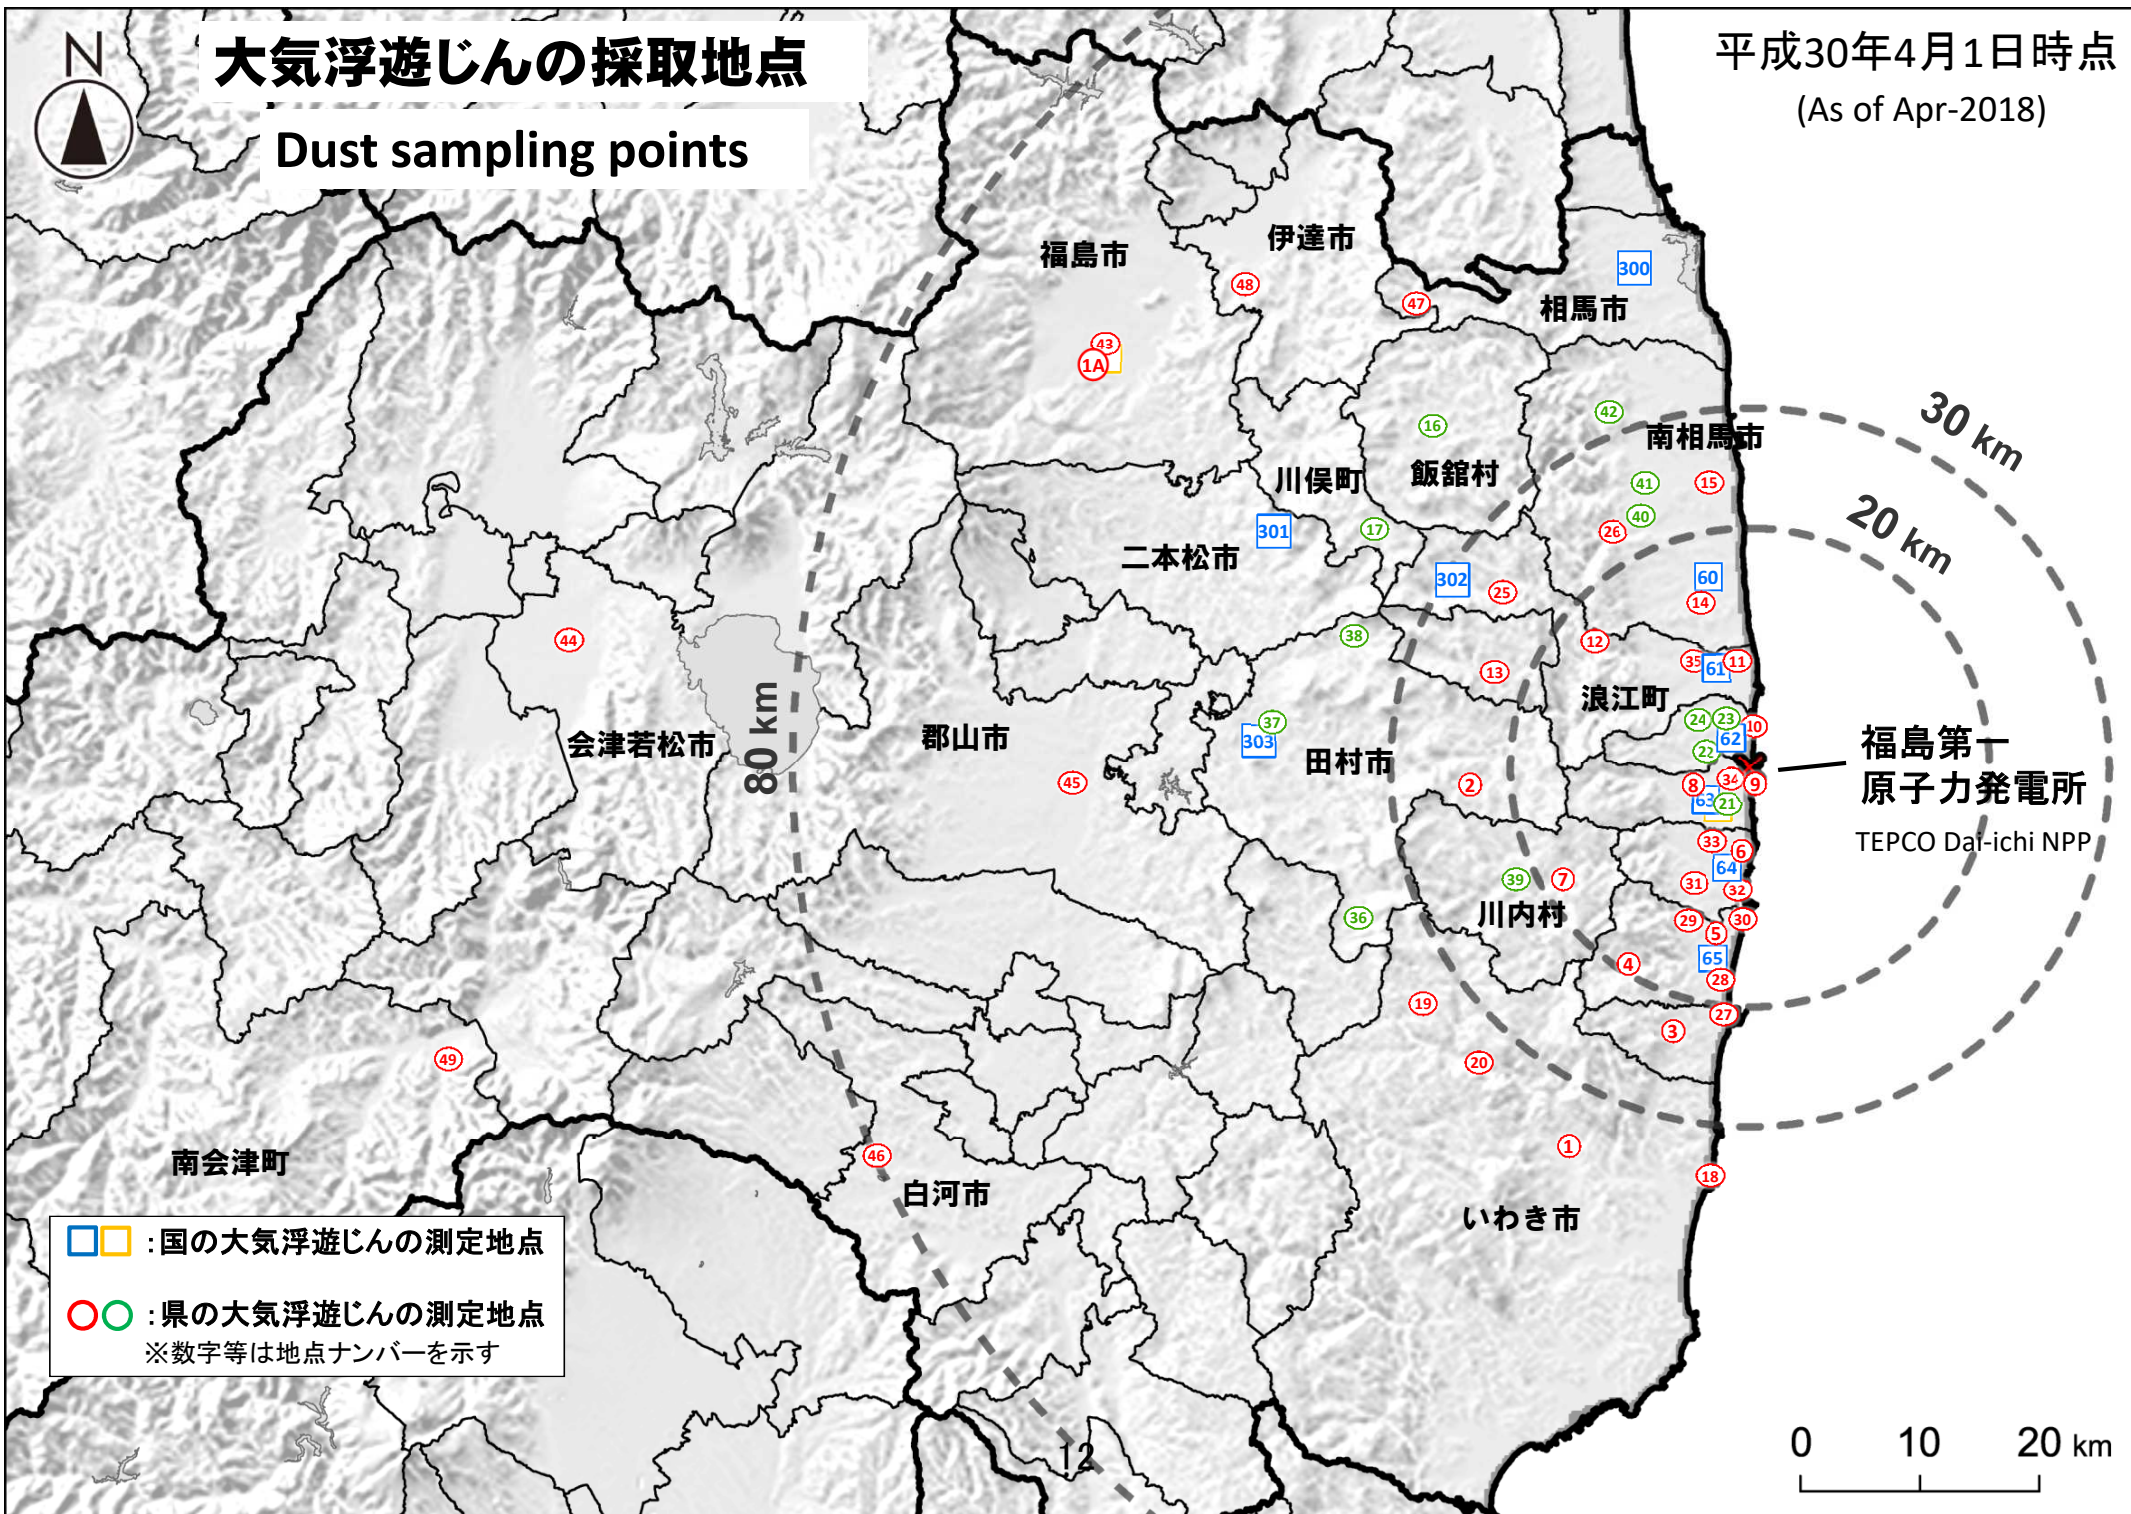 N
大気浮遊じんの採取地点
Dust sampling points
平成30年4月1日時点
(As of Apr-2018)
福島市
伊達市
300
相馬市
48
47
43
1A
30 km
42
16
南相馬市
川俣町
飯舘村
41
15
20 km
40
26
301
17
二本松市
302
60
25
14
44
38
12
35
61
11
13
浪江町
80 km
会津若松市
郡山市
37
303
田村市
24
23
10
62
22
福島第一
原子力発電所
TEPCO Dai-ichi NPP
45
2
8
34
9
63
21
33
6
64
39
7
31
32
川内村
36
29
30
5
65
4
28
19
27
3
49
20
南会津町
46
白河市
1
18
いわき市
:国の大気浮遊じんの測定地点
:県の大気浮遊じんの測定地点
※数字等は地点ナンバーを示す
12
0 10 20 km